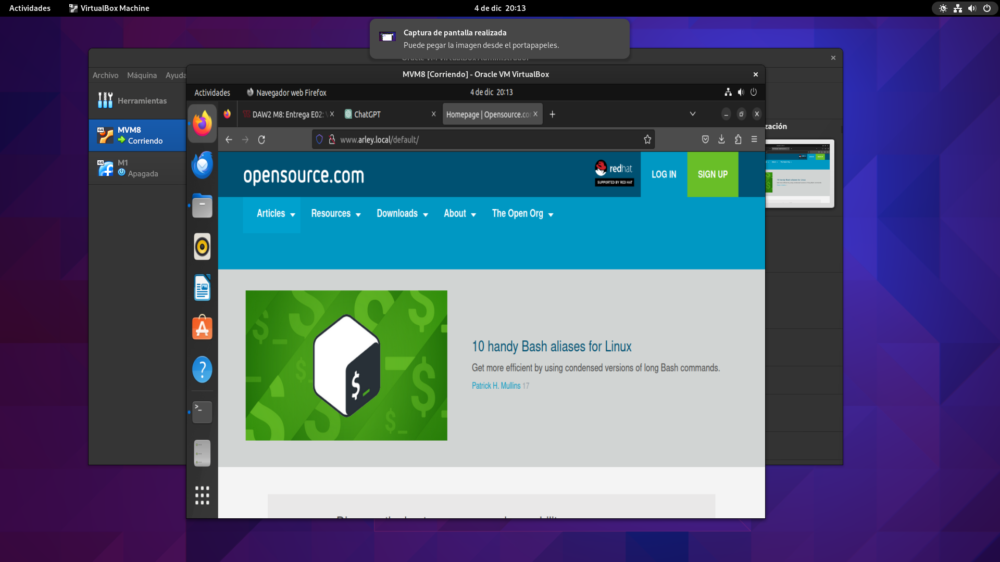 Actividades
VirtualBox Machine
4 de dic 20:13
Captura de pantalla realizada
Puede pegar la imagen desde el portapapeles.
Oracle VM VirtualBox Administrador
Archivo Máquina Ayuda
Herramientas
MVM8
Corriendo
M1
Apagada
zación
MVM8 [Corriendo] - Oracle VM VirtualBox
Actividades
Navegador web Firefox
4 de dic 20:13
DAW2 M8: Entrega E02:
ChatGPT
Homepage | Opensource.co
www.arley.local/default/
opensource.com
redhat
SUPPORTED BY RED HAT
LOG IN
SIGN UP
Articles Resources Downloads About The Open Org
10 handy Bash aliases for Linux
Get more efficient by using condensed versions of long Bash commands.
Patrick H. Mullins 17